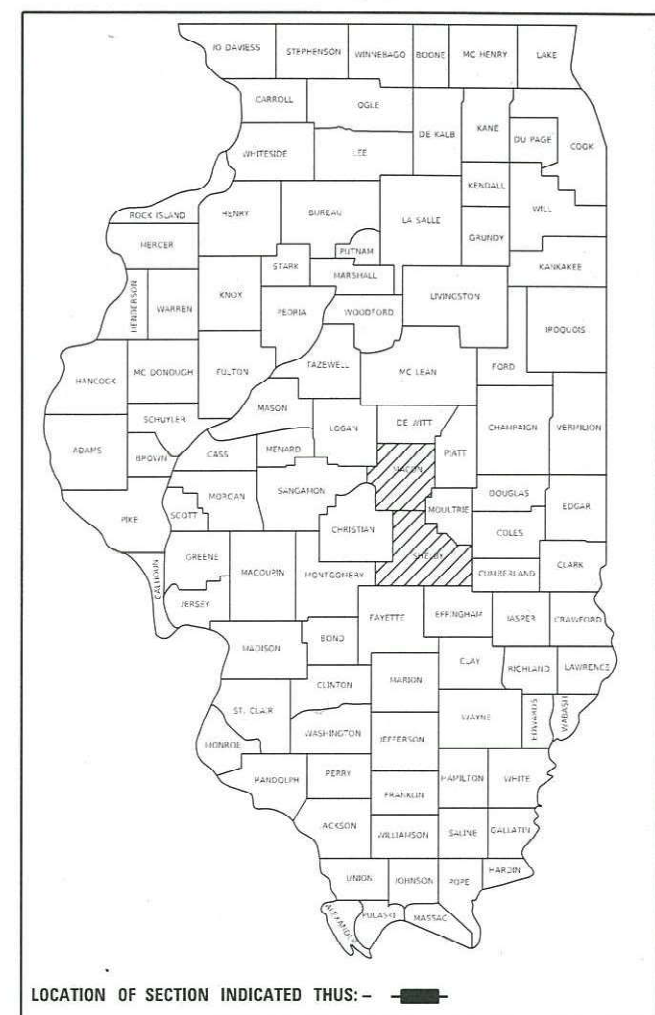 JO DAVIESS STEPHENSON WINNEBAGO BOONE MC HENRY LAKE
CARROLL OGLE DE KALB KANE DU PAGE COOK
WHITESIDE LEE
KENDALL WILL
ROCK ISLAND HENRY BUREAU LA SALLE GRUNDY
MERCER PUTNAM KANKAKEE
STARK MARSHALL
HENDERSON WARREN KNOX PEORIA WOODFORD LIVINGSTON IROQUOIS
HANCOCK MC DONOUGH FULTON TAZEWELL MC LEAN FORD
SCHUYLER MASON LOGAN DE WITT CHAMPAIGN VERMILION
ADAMS BROWN CASS MENARD MACON PIATT
PIKE SCOTT MORGAN SANGAMON CHRISTIAN MOULTRIE DOUGLAS EDGAR
COLES
CALHOUN GREENE MACOUPIN MONTGOMERY SHELBY CUMBERLAND CLARK
JERSEY FAYETTE EFFINGHAM JASPER CRAWFORD
MADISON BOND
CLINTON MARION CLAY RICHLAND LAWRENCE
ST. CLAIR WAYNE EDWARDS WABASH
MONROE WASHINGTON JEFFERSON
RANDOLPH PERRY HAMILTON WHITE
FRANKLIN
ACKSON WILLIAMSON SALINE GALLATIN
UNION JOHNSON POPE HARDIN
ALEXANDER PULASKI MASSAC
LOCATION OF SECTION INDICATED THUS: –